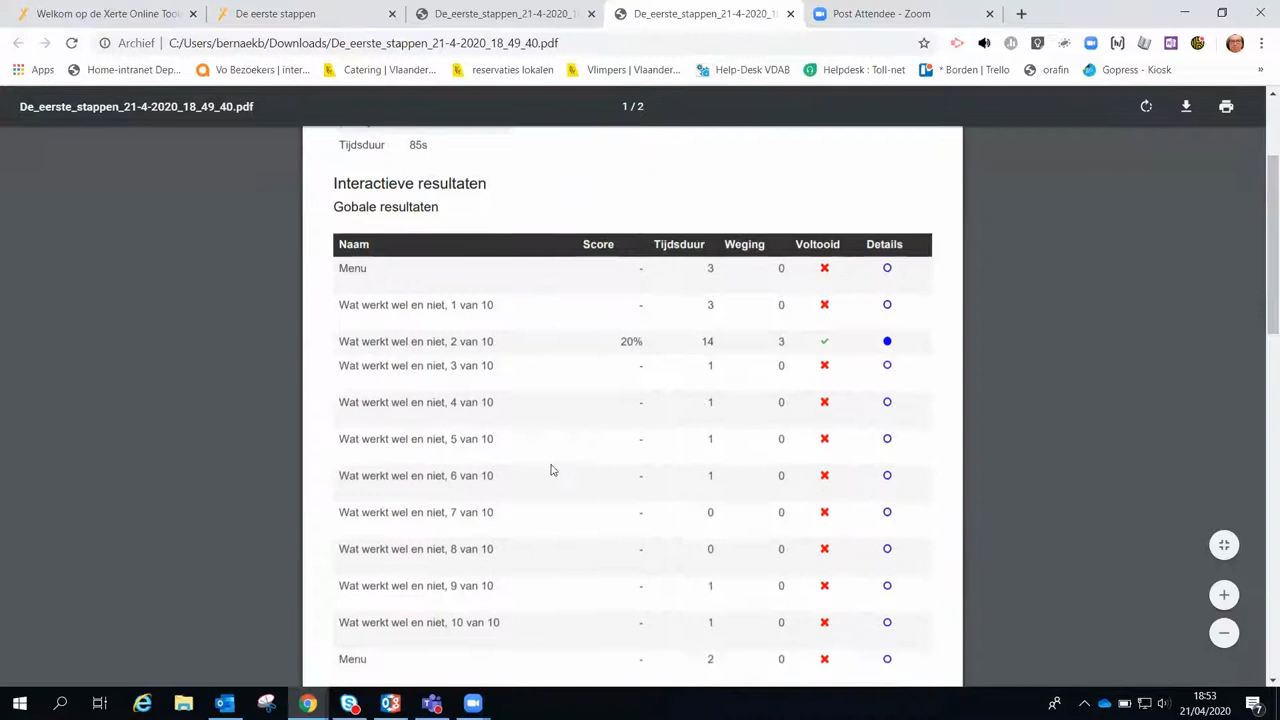 Welkom op de Xerte Online Too
De eerste stappen
De_eerste_stappen_21-4-2020_1
De_eerste_stappen_21-4-2020_18
Post Attendee - Zoom
Archief | C:/Users/bernaekb/Downloads/De_eerste_stappen_21-4-2020_18_49_40.pdf
Apps
Home-intranet Dep...
Vo Bezoekers | inter...
Catering | Vlaander...
reservaties lokalen
Vlimpers | Vlaander...
Help-Desk VDAB
Helpdesk : Toll-net
* Borden | Trello
orafin
Gopress - Kiosk
De_eerste_stappen_21-4-2020_18_49_40.pdf
1 / 2
Tijdsduur 85s
Interactieve resultaten
Gobale resultaten
Naam Score Tijdsduur Weging Voltooid Details
Menu - 3 0
Wat werkt wel en niet, 1 van 10 - 3 0
Wat werkt wel en niet, 2 van 10 20% 14 3
Wat werkt wel en niet, 3 van 10 - 1 0
Wat werkt wel en niet, 4 van 10 - 1 0
Wat werkt wel en niet, 5 van 10 - 1 0
Wat werkt wel en niet, 6 van 10 - 1 0
Wat werkt wel en niet, 7 van 10 - 0 0
Wat werkt wel en niet, 8 van 10 - 0 0
Wat werkt wel en niet, 9 van 10 - 1 0
Wat werkt wel en niet, 10 van 10 - 1 0
Menu - 2 0
18:53
21/04/2020